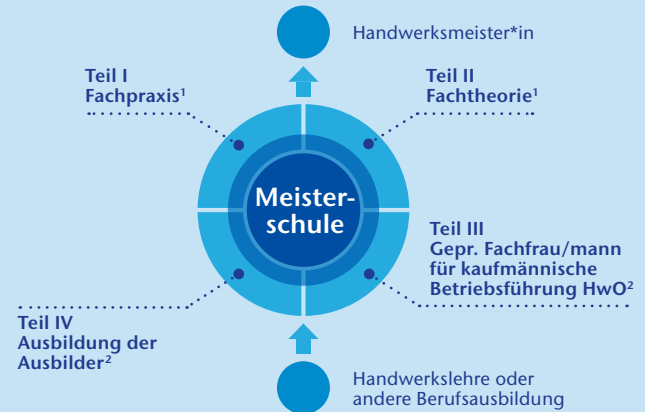 Handwerksmeister*in
Teil I
Fachpraxis¹
Teil II
Fachtheorie¹
Meister-
schule
Teil III
Gepr. Fachfrau/mann
für kaufmännische
Betriebsführung HwO²
Teil IV
Ausbildung der
Ausbilder²
Handwerkslehre oder
andere Berufsausbildung